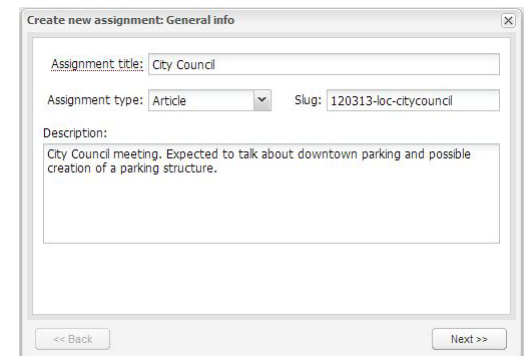 Create new assignment: General info
Assignment title: City Council
Assignment type: Article Slug: 120313-loc-citycouncil
Description:
City Council meeting. Expected to talk about downtown parking and possible
creation of a parking structure.
<< Back Next >>